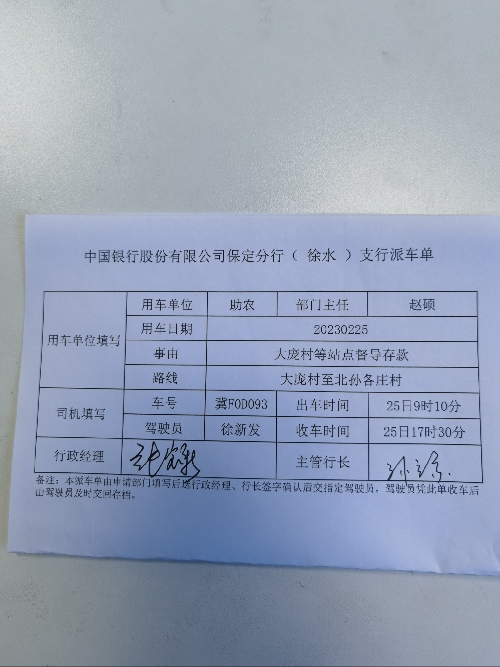 中国银行股份有限公司保定分行（ 徐水 ）支行派车单
用车单位填写 用车单位 助农 部门主任 赵硕
用车日期 20230225
事由 大庞村等站点督导存款
路线 大庞村至北孙各庄村
司机填写 车号 冀F0D093 出车时间 25日9时10分
驾驶员 徐新发 收车时间 25日17时30分
行政经理 主管行长
备注：本派车单由申请部门填写后逐行政经理、行长签字确认后交指定驾驶员，驾驶员凭此单收车后
由驾驶员及时交回存档。